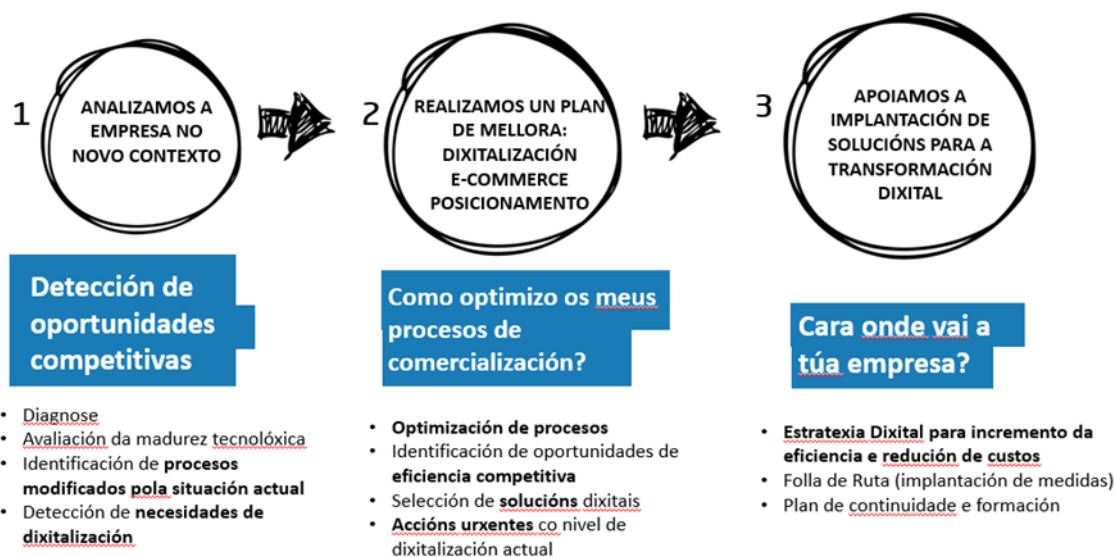 1
ANALIZAMOS A
EMPRESA NO
NOVO CONTEXTO
2
REALIZAMOS UN PLAN
DE MELLORA:
DIXITALIZACIÓN
E-COMMERCE
POSICIONAMENTO
3
APOIAMOS A
IMPLANTACIÓN DE
SOLUCIÓNS PARA A
TRANSFORMACIÓN
DIXITAL
Detección de
oportunidades
competitivas
• Diagnose
• Avaliación da madurez tecnolóxica
• Identificación de procesos
modificados pola situación actual
• Detección de necesidades de
dixitalización
Como optimizo os meus
procesos de
comercialización?
• Optimización de procesos
• Identificación de oportunidades de
eficiencia competitiva
• Selección de solucións dixitais
• Accións urxentes co nivel de
dixitalización actual
Cara onde vai a
túa empresa?
• Estratexia Dixital para incremento da
eficiencia e redución de custos
• Folla de Ruta (implantación de medidas)
• Plan de continuidade e formación